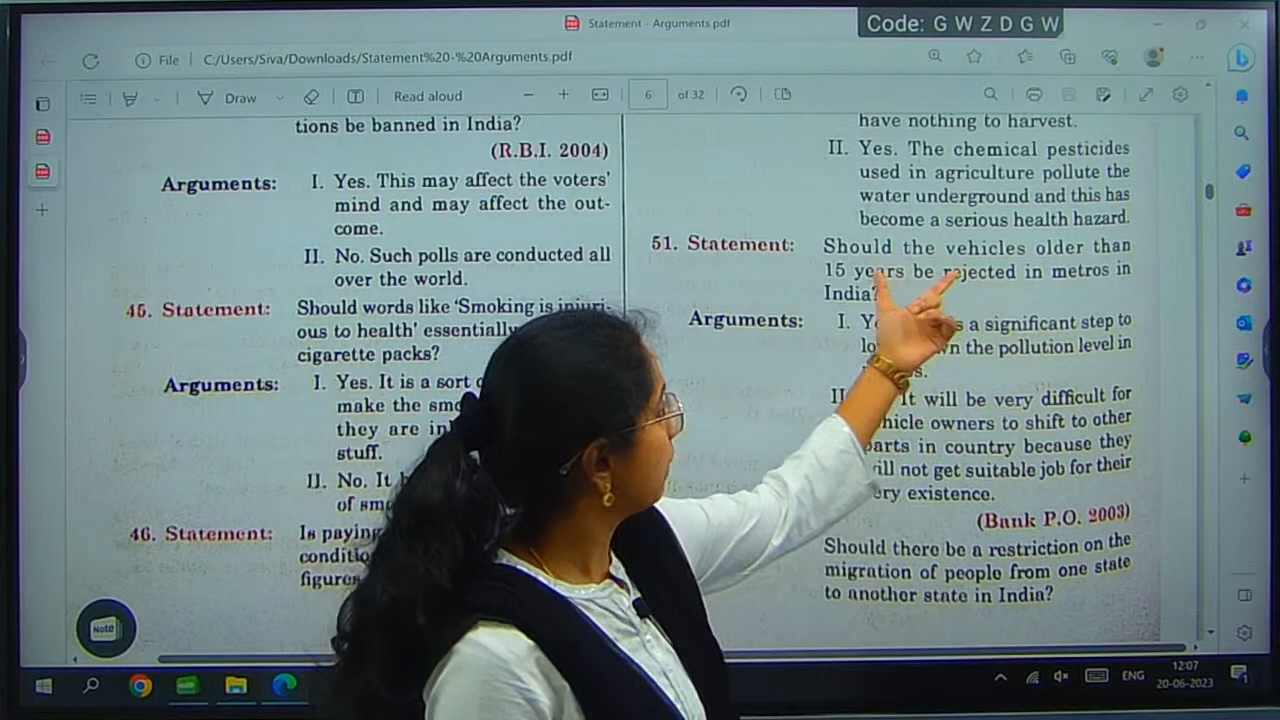 Statement - Arguments.pdf
Code: G W Z D G W
File
C:/Users/Siva/Downloads/Statement%20-%20Arguments.pdf
Draw
Read aloud
6
of 32
tions be banned in India?
(R.B.I. 2004)
Arguments:
I. Yes. This may affect the voters'
mind and may affect the out-
come.
II. No. Such polls are conducted all
over the world.
45. Statement:
Should words like 'Smoking is injuri-
ous to health' essentially
cigarette packs?
Arguments:
I. Yes. It is a sort
make the
they are
stuff.
II. No. It
of
46. Statement:
Is paying
figures
have nothing to harvest.
II. Yes. The chemical pesticides
used in agriculture pollute the
water underground and this has
become a serious health hazard.
51. Statement:
Should the vehicles older than
15 years be rejected in metros in
India?
Arguments:
I.
a significant step to
the pollution level in
It will be very difficult for
owners to shift to other
parts in country because they
will not get suitable job for their
very existence.
(Bank P.O. 2003)
Should there be a restriction on the
migration of people from one state
to another state in India?
Note
ENG
12:07
20-06-2023